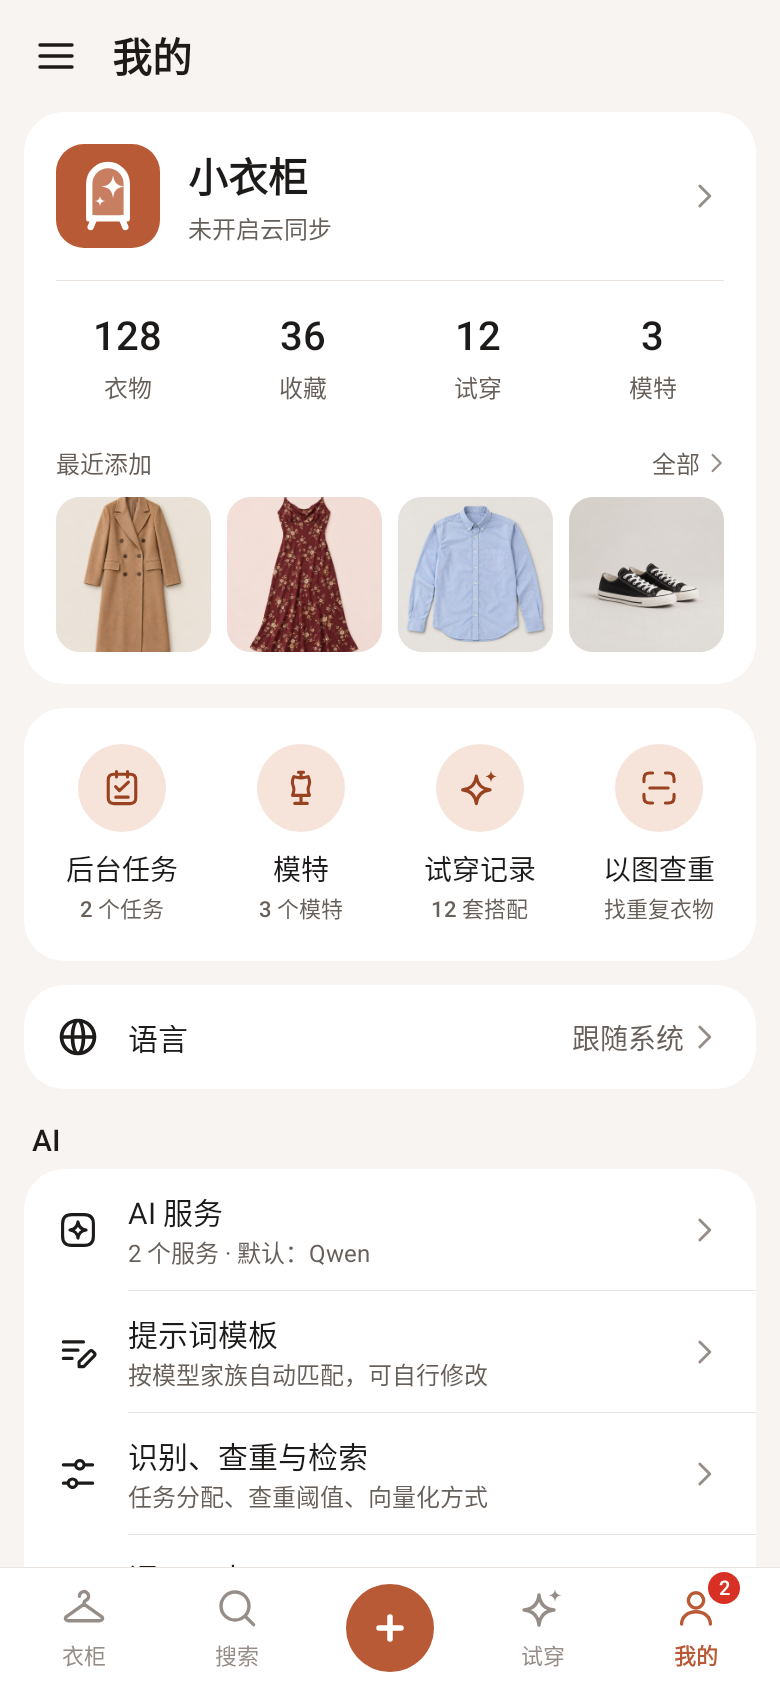 我的
小衣柜
未开启云同步
128
36
12
3
衣物
收藏
试穿
模特
最近添加
全部
后台任务
模特
试穿记录
以图查重
2 个任务
3 个模特
12 套搭配
找重复衣物
语言
跟随系统
AI
AI 服务
2 个服务 · 默认：Qwen
提示词模板
按模型家族自动匹配，可自行修改
识别、查重与检索
任务分配、查重阈值、向量化方式
2
衣柜
搜索
试穿
我的